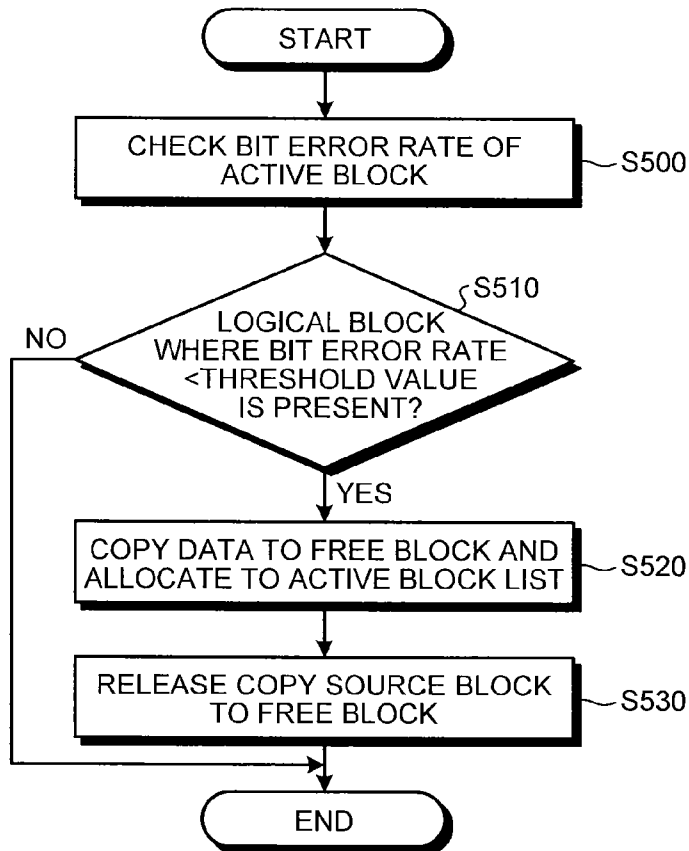 START
CHECK BIT ERROR RATE OF
ACTIVE BLOCK
S500
S510
LOGICAL BLOCK
WHERE BIT ERROR RATE
<THRESHOLD VALUE
IS PRESENT?
NO
YES
COPY DATA TO FREE BLOCK AND
ALLOCATE TO ACTIVE BLOCK LIST
S520
RELEASE COPY SOURCE BLOCK
TO FREE BLOCK
S530
END